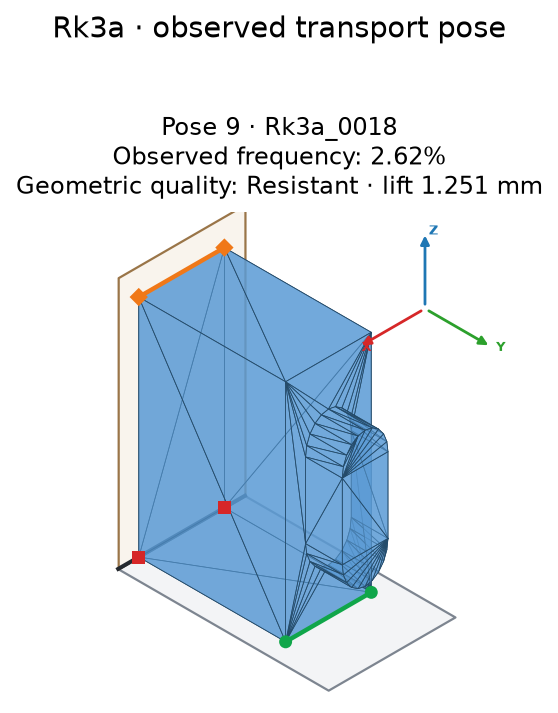 Rk3a · observed transport pose
Pose 9 · Rk3a_0018
Observed frequency: 2.62%
Geometric quality: Resistant · lift 1.251 mm
Z
X
Y